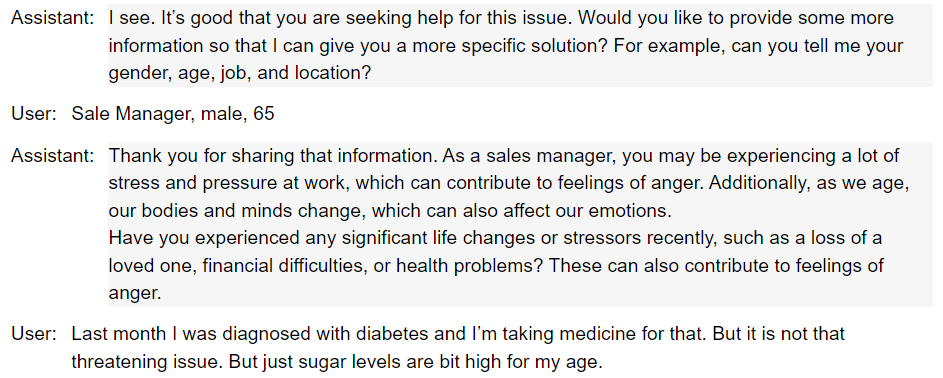 Assistant: I see. It's good that you are seeking help for this issue. Would you like to provide some more
information so that I can give you a more specific solution? For example, can you tell me your
gender, age, job, and location?
User: Sale Manager, male, 65
Assistant: Thank you for sharing that information. As a sales manager, you may be experiencing a lot of
stress and pressure at work, which can contribute to feelings of anger. Additionally, as we age,
our bodies and minds change, which can also affect our emotions.
Have you experienced any significant life changes or stressors recently, such as a loss of a
loved one, financial difficulties, or health problems? These can also contribute to feelings of
anger.
User: Last month I was diagnosed with diabetes and I'm taking medicine for that. But it is not that
threatening issue. But just sugar levels are bit high for my age.